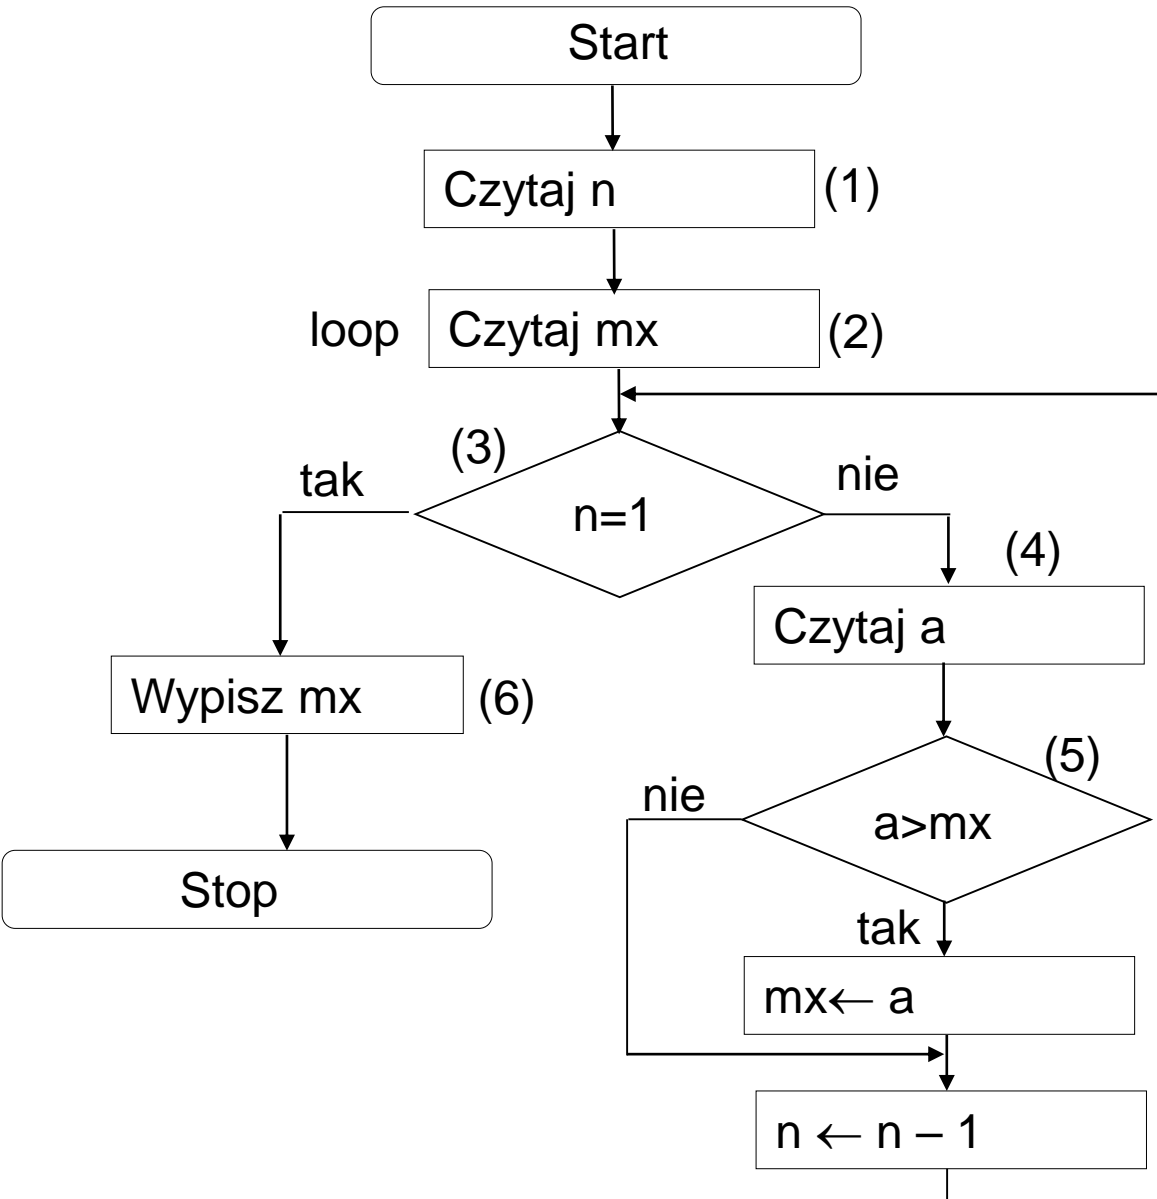 Start
Czytaj n (1)
loop Czytaj mx (2)
(3)
tak nie
n=1
(4)
Czytaj a
Wypisz mx (6)
(5)
nie
a>mx
Stop
tak
mx← a
n ← n – 1